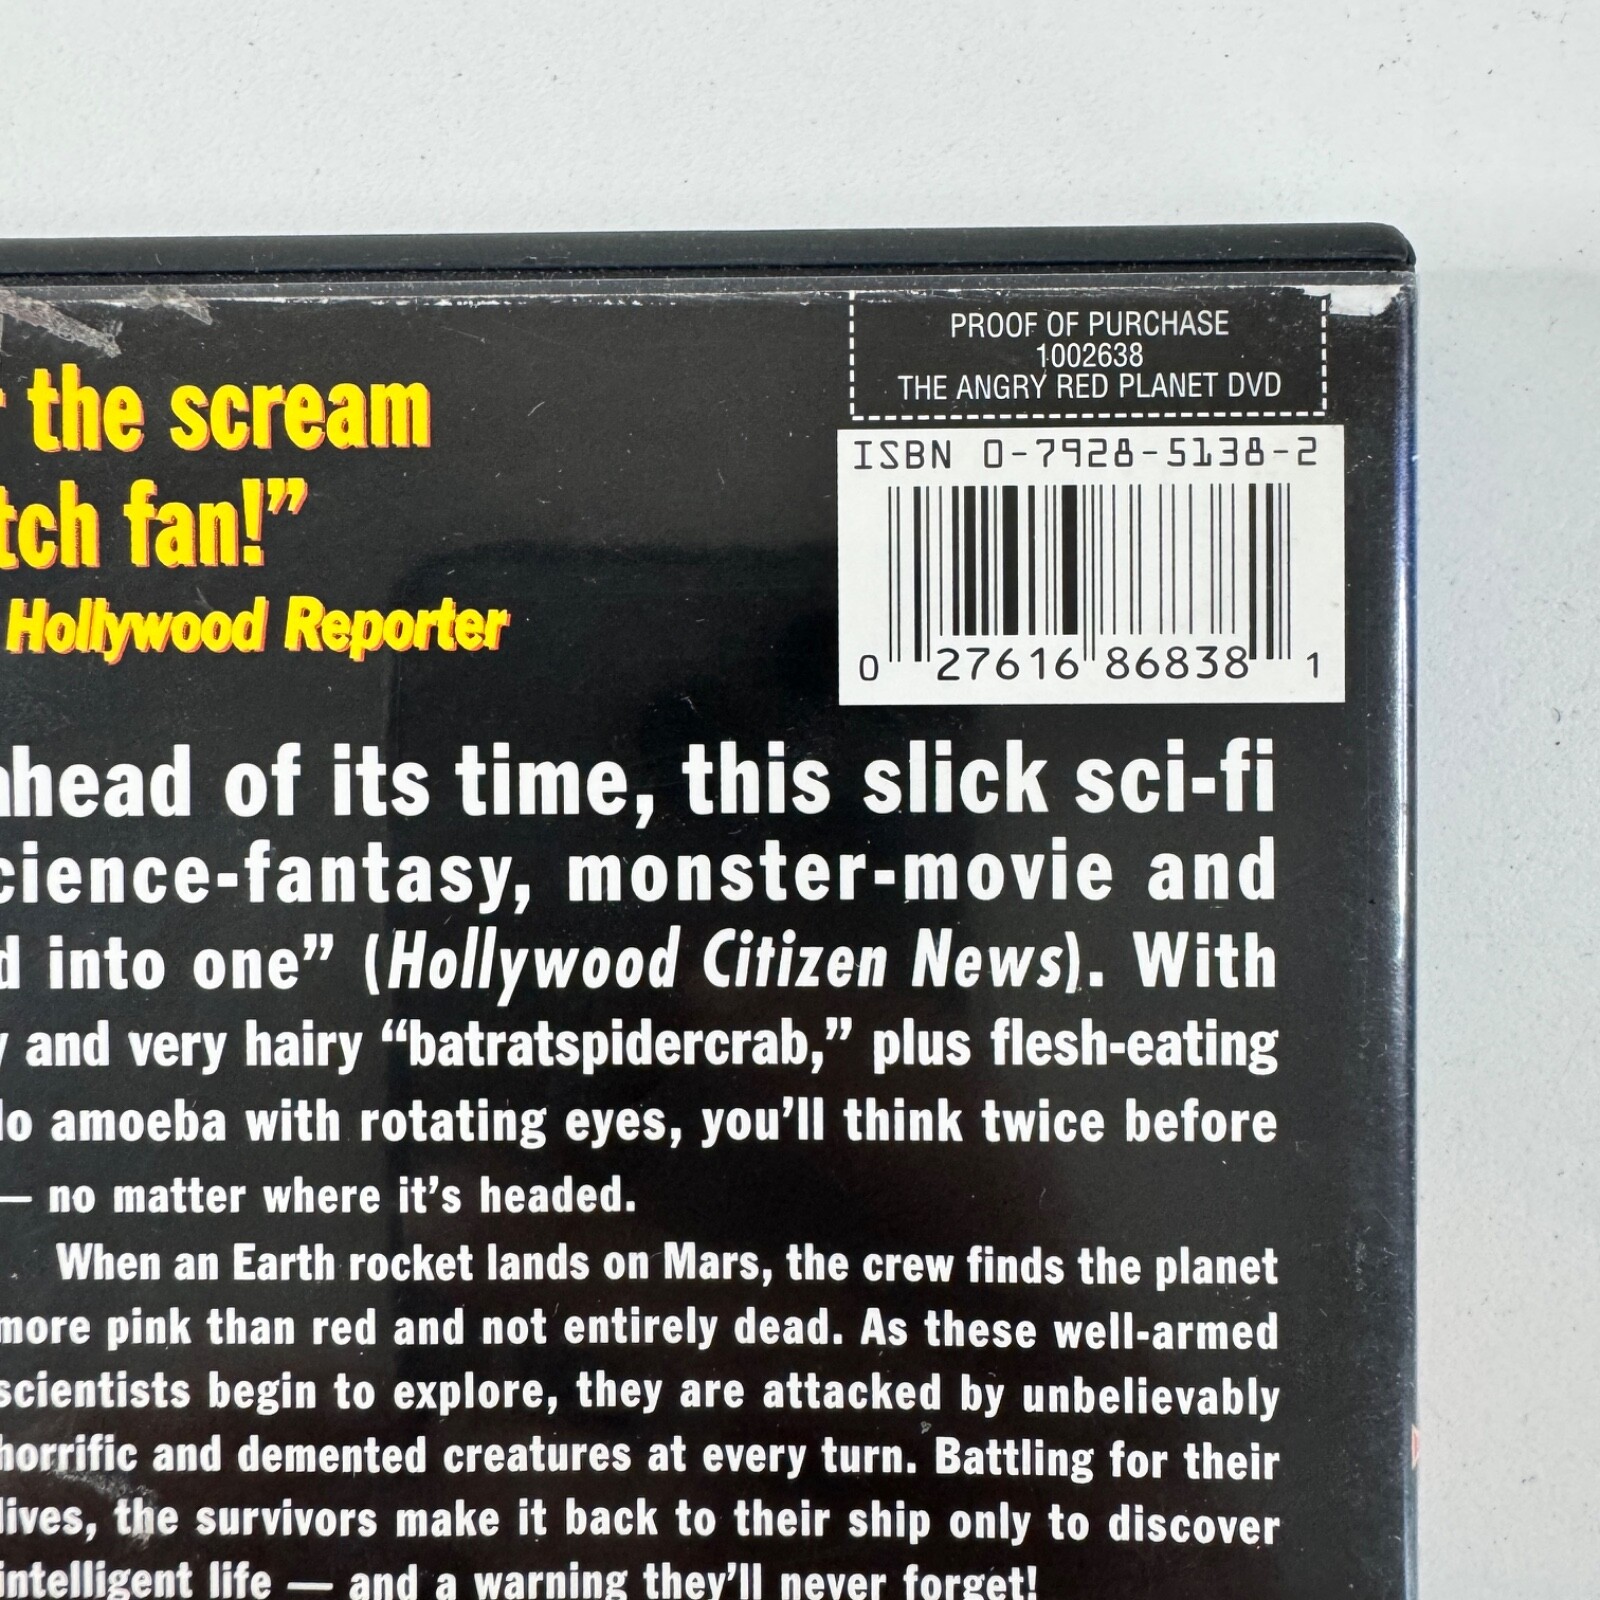 PROOF OF PURCHASE
1002638
THE ANGRY RED PLANET DVD
ISBN 0-7928-5138-2
0 27616 86838 1
the scream
fan!”
Hollywood Reporter
ahead of its time, this slick sci-fi
science-fantasy, monster-movie and
into one” (Hollywood Citizen News). With
and very hairy “batratspidercrab,” plus flesh-eating
amoeba with rotating eyes, you’ll think twice before
— no matter where it’s headed.
When an Earth rocket lands on Mars, the crew finds the planet
more pink than red and not entirely dead. As these well-armed
scientists begin to explore, they are attacked by unbelievably
horrific and demented creatures at every turn. Battling for their
lives, the survivors make it back to their ship only to discover
intelligent life — and a warning they’ll never forget!